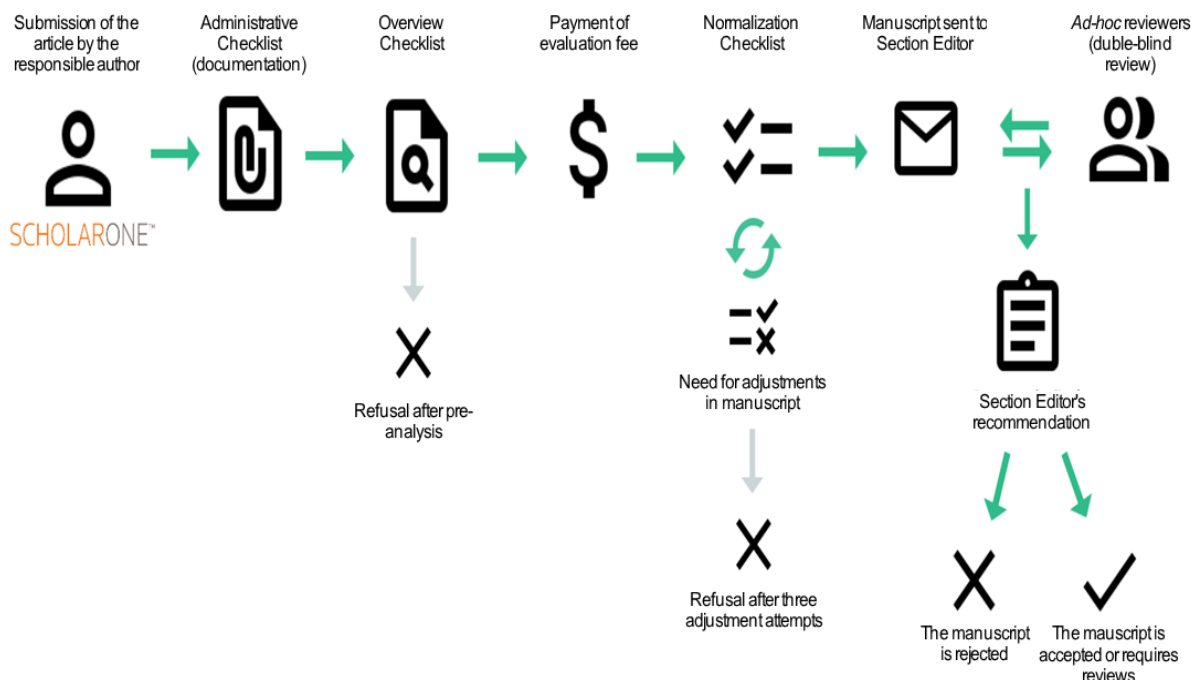 Submission of the
article by the
responsible author
Administrative
Checklist
(documentation)
Overview
Checklist
Payment of
evaluation fee
Normalization
Checklist
Manuscript sent to
Section Editor
Ad-hoc reviewers
(duble-blind
review)
$
SCHOLARONE™
Refusal after pre-
analysis
Need for adjustments
in manuscript
Section Editor's
recommendation
Refusal after three
adjustment attempts
The manuscript
is rejected
The mauscript is
accepted or requires
reviews